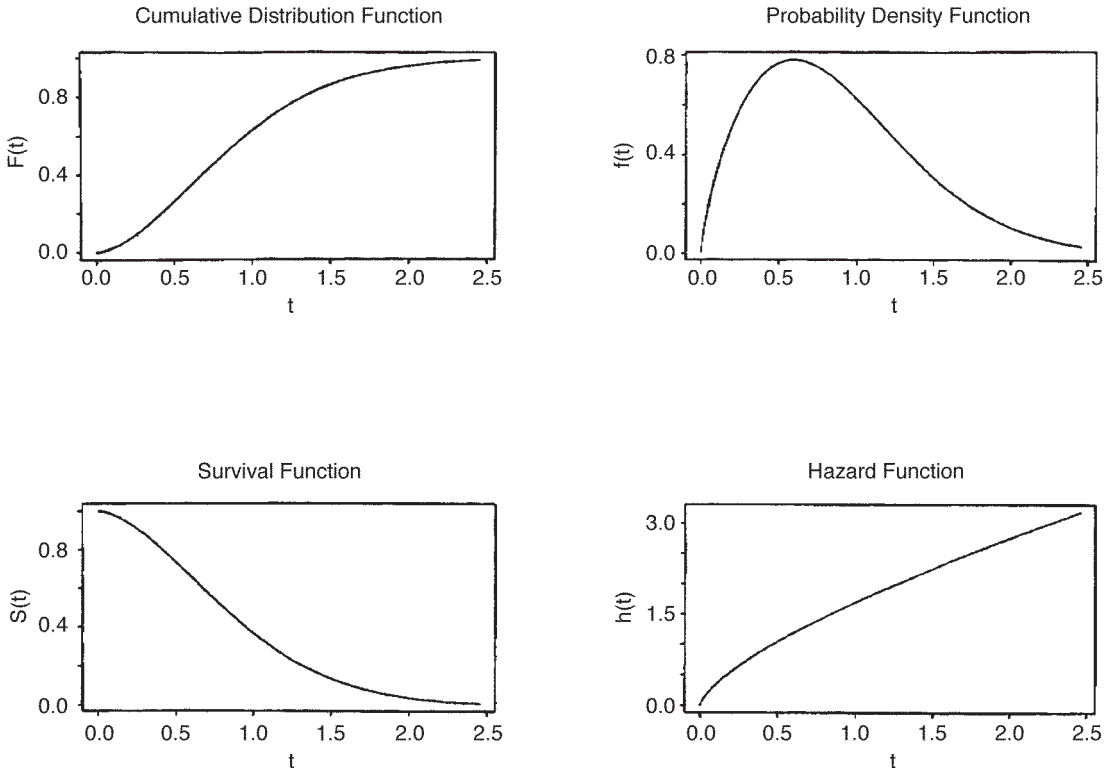 Cumulative Distribution Function
F(t)
0.8
0.4
0.0
0.0 0.5 1.0 1.5 2.0 2.5
t
Probability Density Function
f(t)
0.8
0.4
0.0
0.0 0.5 1.0 1.5 2.0 2.5
t
Survival Function
S(t)
0.8
0.4
0.0
0.0 0.5 1.0 1.5 2.0 2.5
t
Hazard Function
h(t)
3.0
1.5
0.0
0.0 0.5 1.0 1.5 2.0 2.5
t